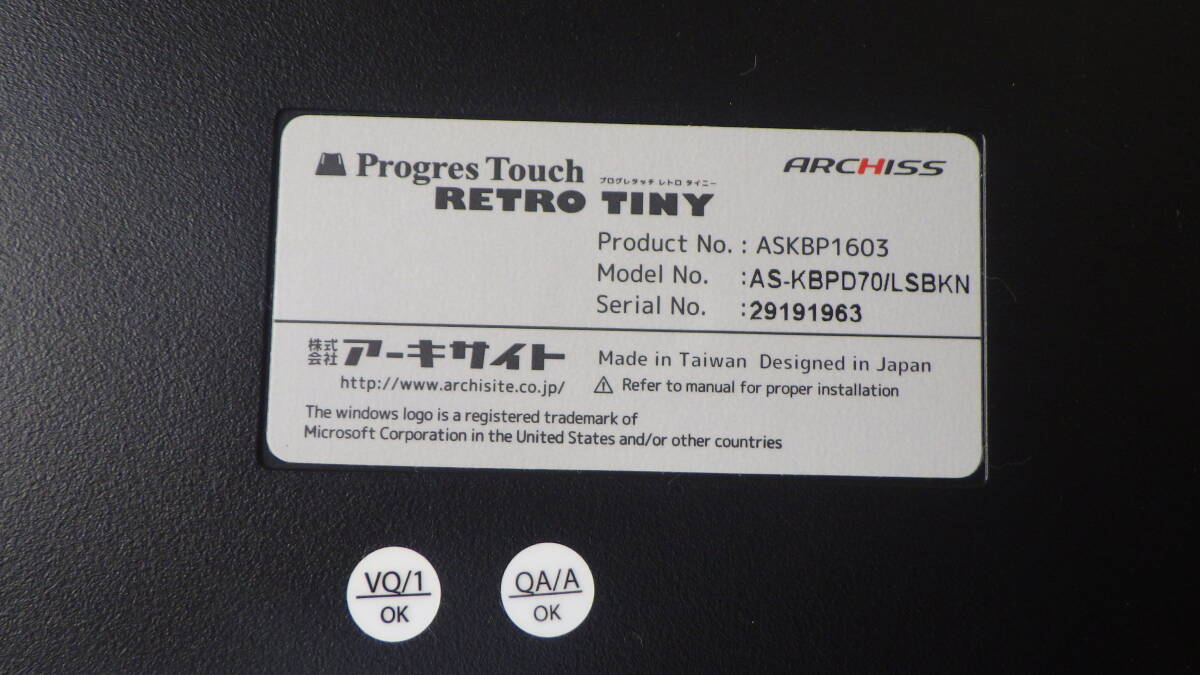 Progres Touch
プログレタッチ レトロ タイニー
RETRO TINY
ARCHISS
Product No. : ASKBP1603
Model No. :AS-KBPD70/LSBKN
Serial No. :29191963
株式会社 アーキサイト
http://www.archisite.co.jp/
Made in Taiwan Designed in Japan
⚠ Refer to manual for proper installation
The windows logo is a registered trademark of
Microsoft Corporation in the United States and/or other countries
VQ/1
OK
QA/A
OK